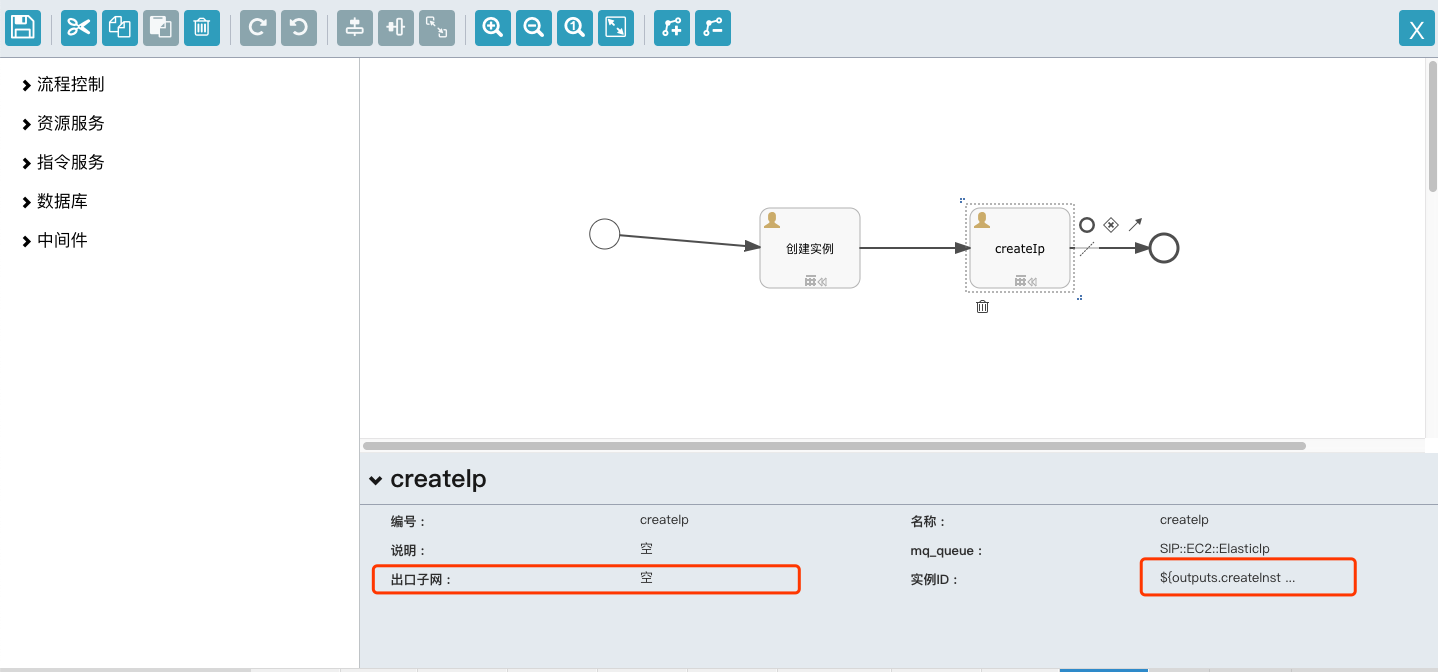 X
流程控制
资源服务
指令服务
数据库
中间件
创建实例
createIp
createIp
编号：
createIp
名称：
createIp
说明：
空
mq_queue：
SIP::EC2::ElasticIp
出口子网：
空
实例ID：
${outputs.createInst ...